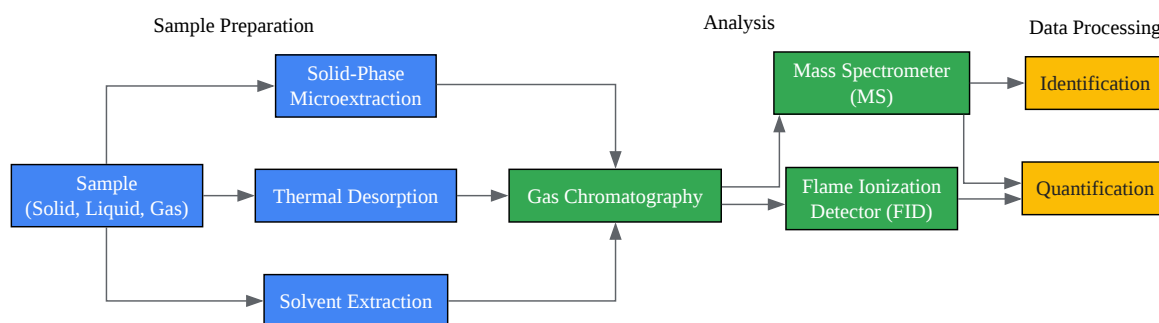 Sample Preparation
Analysis
Data Processing
Solid-Phase
Microextraction
Mass Spectrometer
(MS)
Identification
Sample
(Solid, Liquid, Gas)
Thermal Desorption
Gas Chromatography
Flame Ionization
Detector (FID)
Quantification
Solvent Extraction